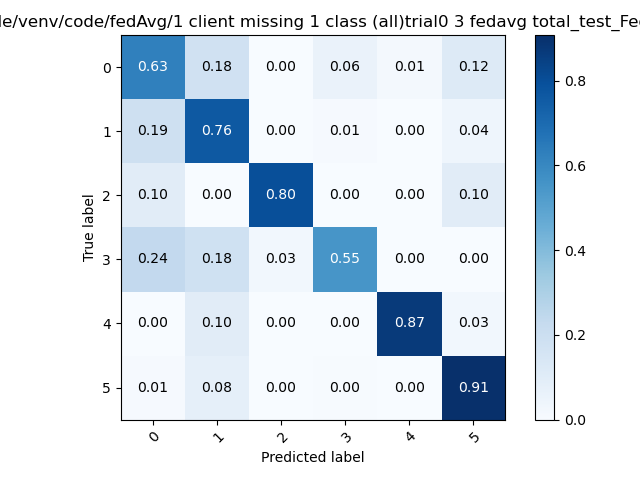 le/venv/code/fedAvg/1 client missing 1 class (all)trial0 3 fedavg total_test_Fe
0 0.63 0.18 0.00 0.06 0.01 0.12
1 0.19 0.76 0.00 0.01 0.00 0.04
2 0.10 0.00 0.80 0.00 0.00 0.10
3 0.24 0.18 0.03 0.55 0.00 0.00
4 0.00 0.10 0.00 0.00 0.87 0.03
5 0.01 0.08 0.00 0.00 0.00 0.91
0 1 2 3 4 5
Predicted label
True label
0.8
0.6
0.4
0.2
0.0